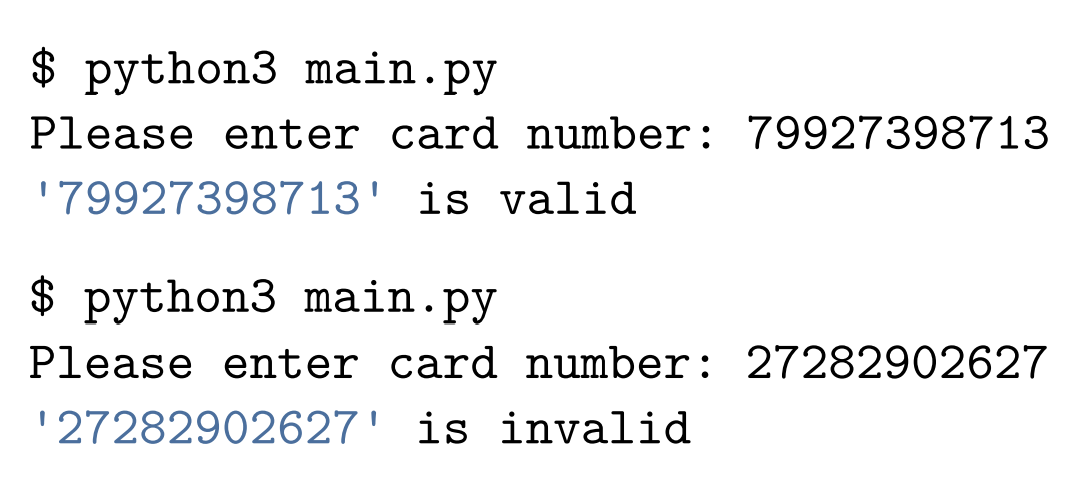 $ python3 main.py
Please enter card number: 79927398713
'79927398713' is valid
$ python3 main.py
Please enter card number: 27282902627
'27282902627' is invalid